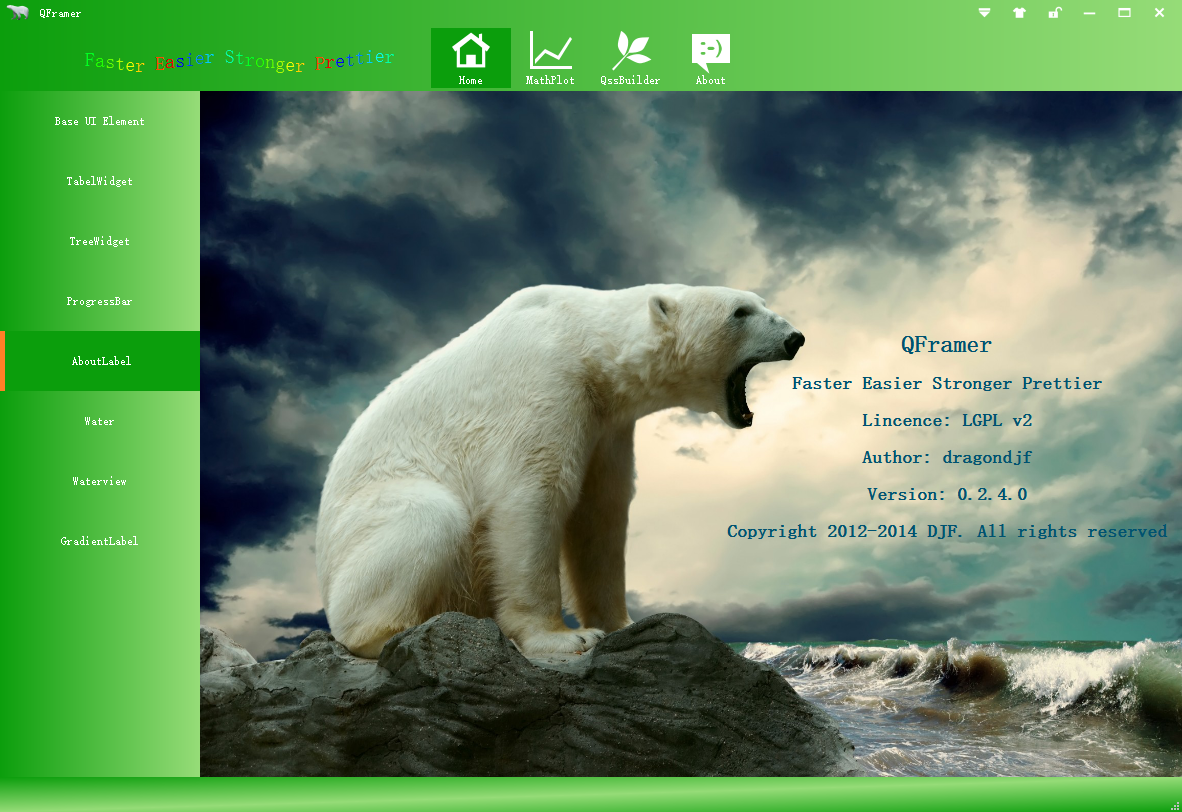 QFramer
Faster Easier Stronger Prettier
Home
MathPlot
QssBuilder
About
Base UI Element
TabelWidget
TreeWidget
ProgressBar
AboutLabel
Water
Waterview
GradientLabel
QFramer
Faster Easier Stronger Prettier
Lincence: LGPL v2
Author: dragondjf
Version: 0.2.4.0
Copyright 2012-2014 DJF. All rights reserved